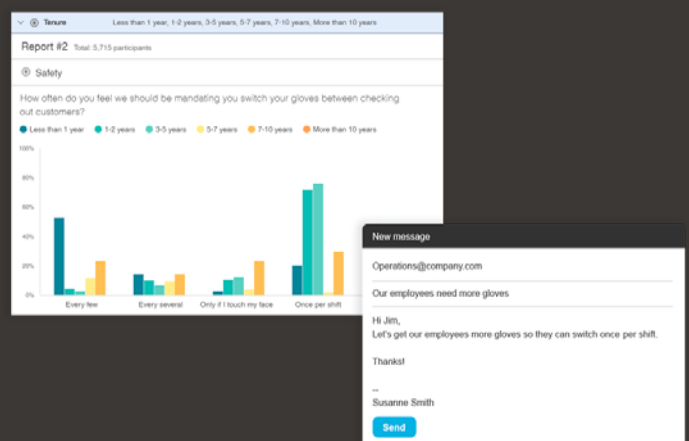 Tenure Less than 1 year, 1-2 years, 3-5 years, 5-7 years, 7-10 years, More than 10 years
Report #2 Total: 5,715 participants
Safety
How often do you feel we should be mandating you switch your gloves between checking
out customers?
Less than 1 year 1-2 years 3-5 years 5-7 years 7-10 years More than 10 years
100%
80%
60%
40%
20%
0%
Every few Every several Only if I touch my face Once per shift
New message
Operations@company.com
Our employees need more gloves
Hi Jim,
Let's get our employees more gloves so they can switch once per shift.
Thanks!
--
Susanne Smith
Send